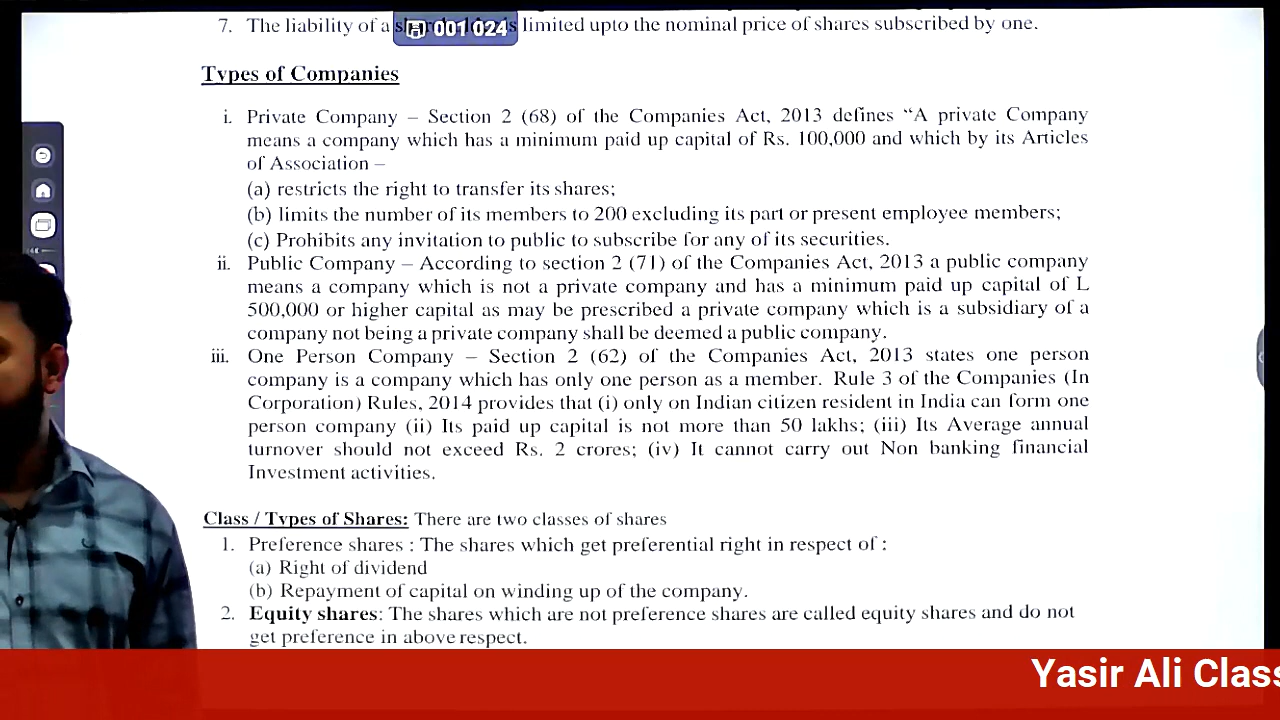 7. The liability of a limited upto the nominal price of shares subscribed by one.
001 024
Types of Companies
i. Private Company – Section 2 (68) of the Companies Act, 2013 defines “A private Company
means a company which has a minimum paid up capital of Rs. 100,000 and which by its Articles
of Association –
(a) restricts the right to transfer its shares;
(b) limits the number of its members to 200 excluding its part or present employee members;
(c) Prohibits any invitation to public to subscribe for any of its securities.
ii. Public Company – According to section 2 (71) of the Companies Act, 2013 a public company
means a company which is not a private company and has a minimum paid up capital of L
500,000 or higher capital as may be prescribed a private company which is a subsidiary of a
company not being a private company shall be deemed a public company.
iii. One Person Company – Section 2 (62) of the Companies Act, 2013 states one person
company is a company which has only one person as a member. Rule 3 of the Companies (In
Corporation) Rules, 2014 provides that (i) only on Indian citizen resident in India can form one
person company (ii) Its paid up capital is not more than 50 lakhs; (iii) Its Average annual
turnover should not exceed Rs. 2 crores; (iv) It cannot carry out Non banking financial
Investment activities.
Class / Types of Shares: There are two classes of shares
1. Preference shares : The shares which get preferential right in respect of :
(a) Right of dividend
(b) Repayment of capital on winding up of the company.
2. Equity shares: The shares which are not preference shares are called equity shares and do not
get preference in above respect.
Yasir Ali Class